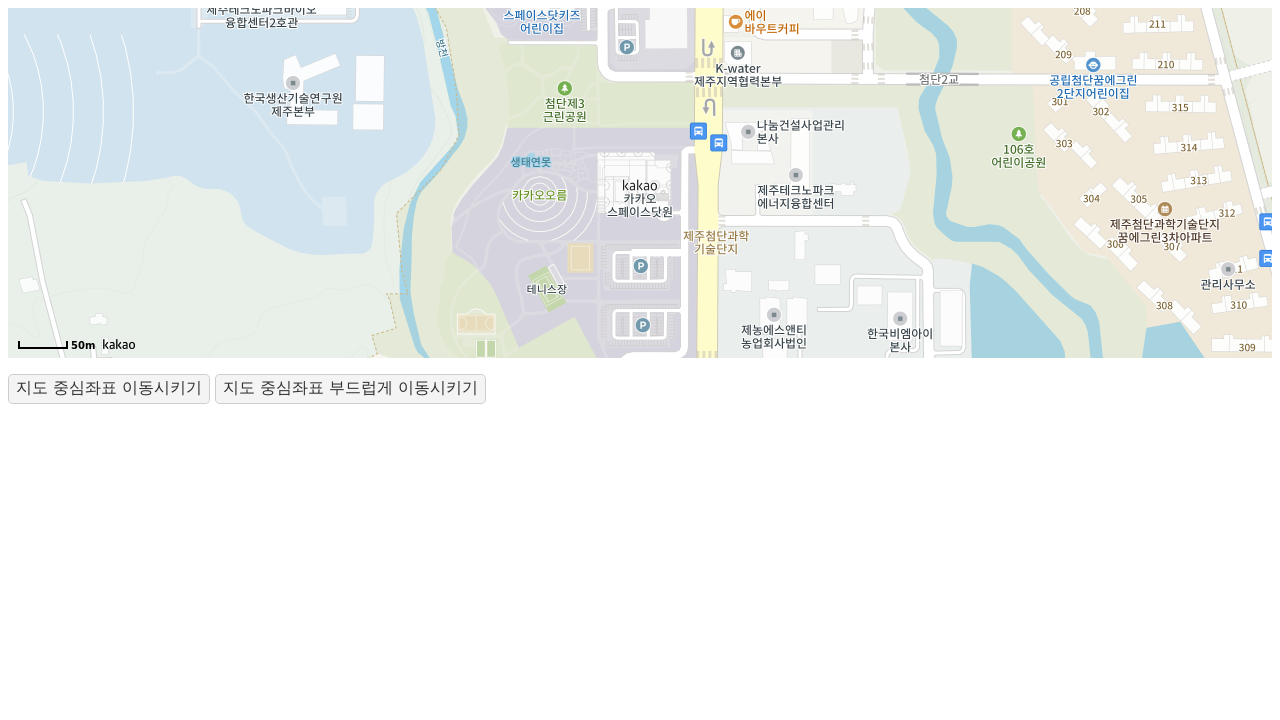 제주테크노파크바이오
융합센터2호관
스페이스닷키즈
어린이집
에이
바우트커피
방천
P
K-water
제주지역협력본부
첨단2교
208
211
209
210
공립첨단꿈에그린
2단지어린이집
한국생산기술연구원
제주본부
첨단제3
근린공원
301
302
315
303
314
나눔건설사업관리
본사
106호
어린이공원
생태연못
카카오오름
kakao
카카오
스페이스닷원
제주테크노파크
에너지융합센터
313
304
305
312
제주첨단과학기술단지
꿈에그린3차아파트
제주첨단과학
기술단지
306
307
P
관리사무소
테니스장
308
310
P
제농에스앤티
농업회사법인
한국비엠아이
본사
309
50m kakao
지도 중심좌표 이동시키기
지도 중심좌표 부드럽게 이동시키기